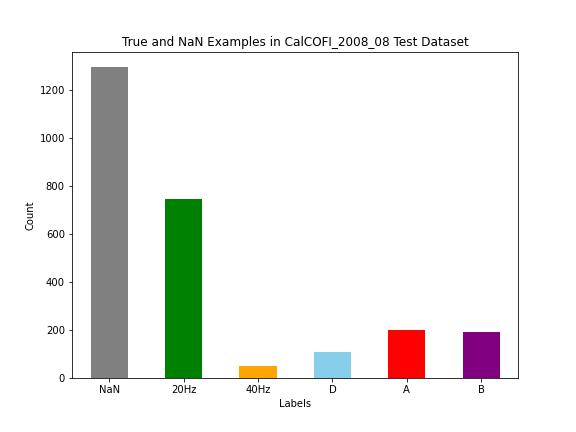 True and NaN Examples in CalCOFI_2008_08 Test Dataset
Count
1200
1000
800
600
400
200
0
NaN 20Hz 40Hz D A B
Labels